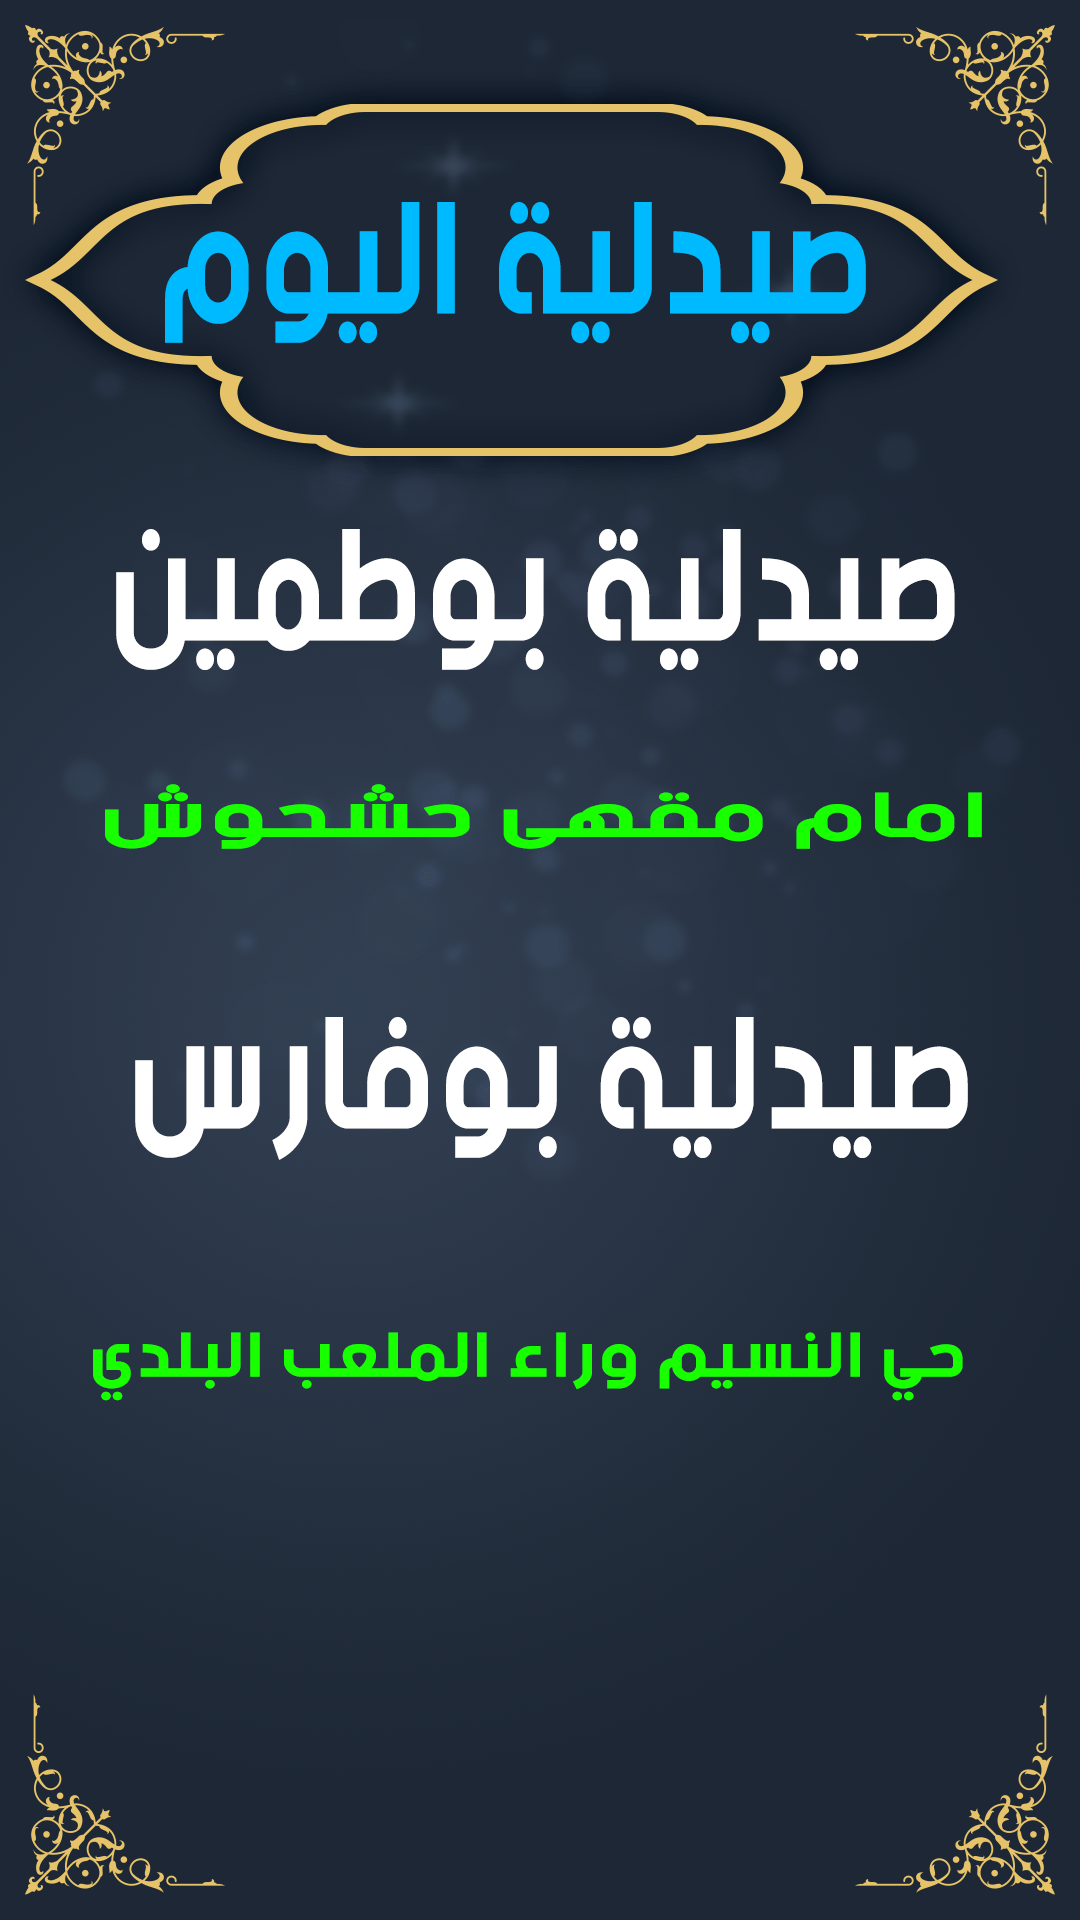 صيدلية اليوم
صيدلية بوطمين
امام مقهى حشحوش
صيدلية بوفارس
حي النسيم وراء الملعب البلدي